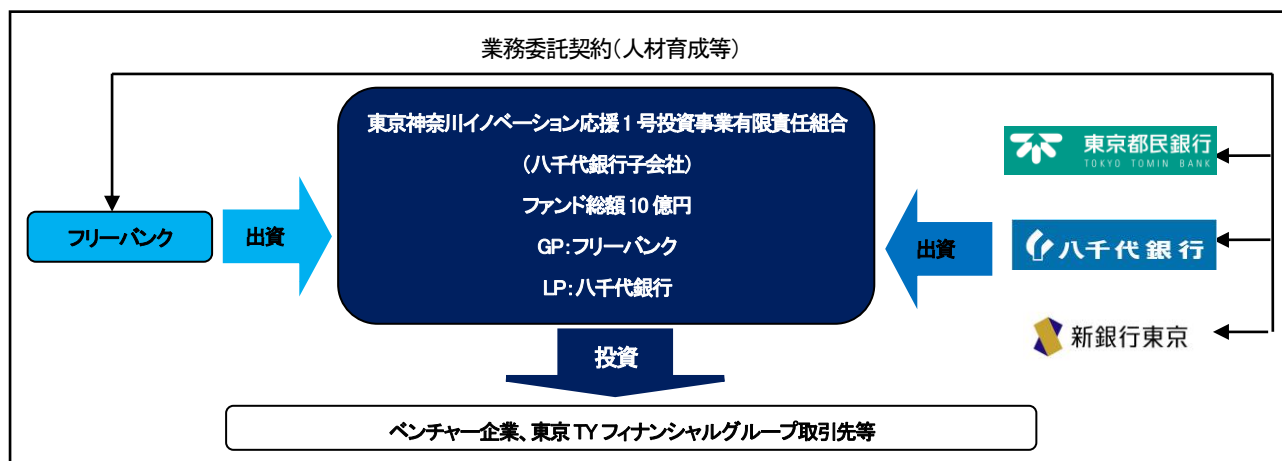 業務委託契約(人材育成等)
東京神奈川イノベーション応援1号投資事業有限責任組合
(八千代銀行子会社)
ファンド総額10億円
GP:フリーバンク
LP:八千代銀行
フリーバンク
出資
出資
東京都民銀行
TOKYO TOMIN BANK
八千代銀行
新銀行東京
投資
ベンチャー企業、東京TYフィナンシャルグループ取引先等